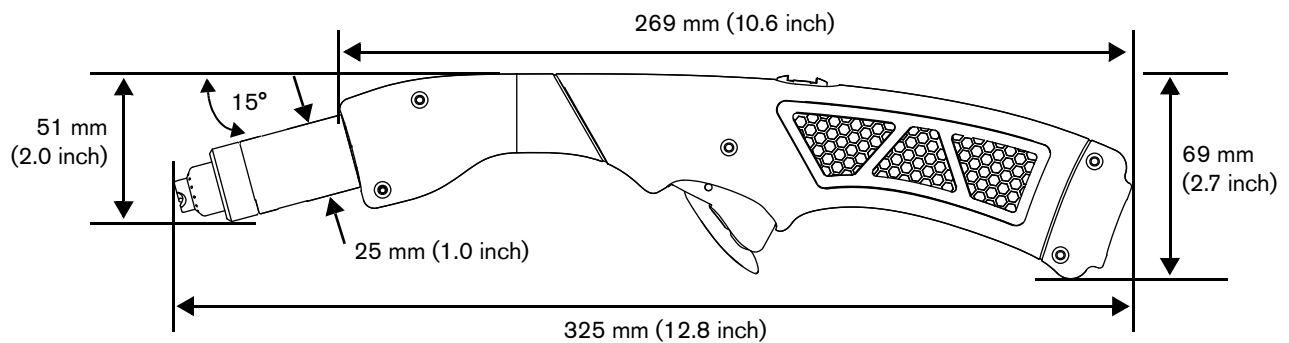 269 mm (10.6 inch)
15°
51 mm
(2.0 inch)
69 mm
(2.7 inch)
25 mm (1.0 inch)
325 mm (12.8 inch)